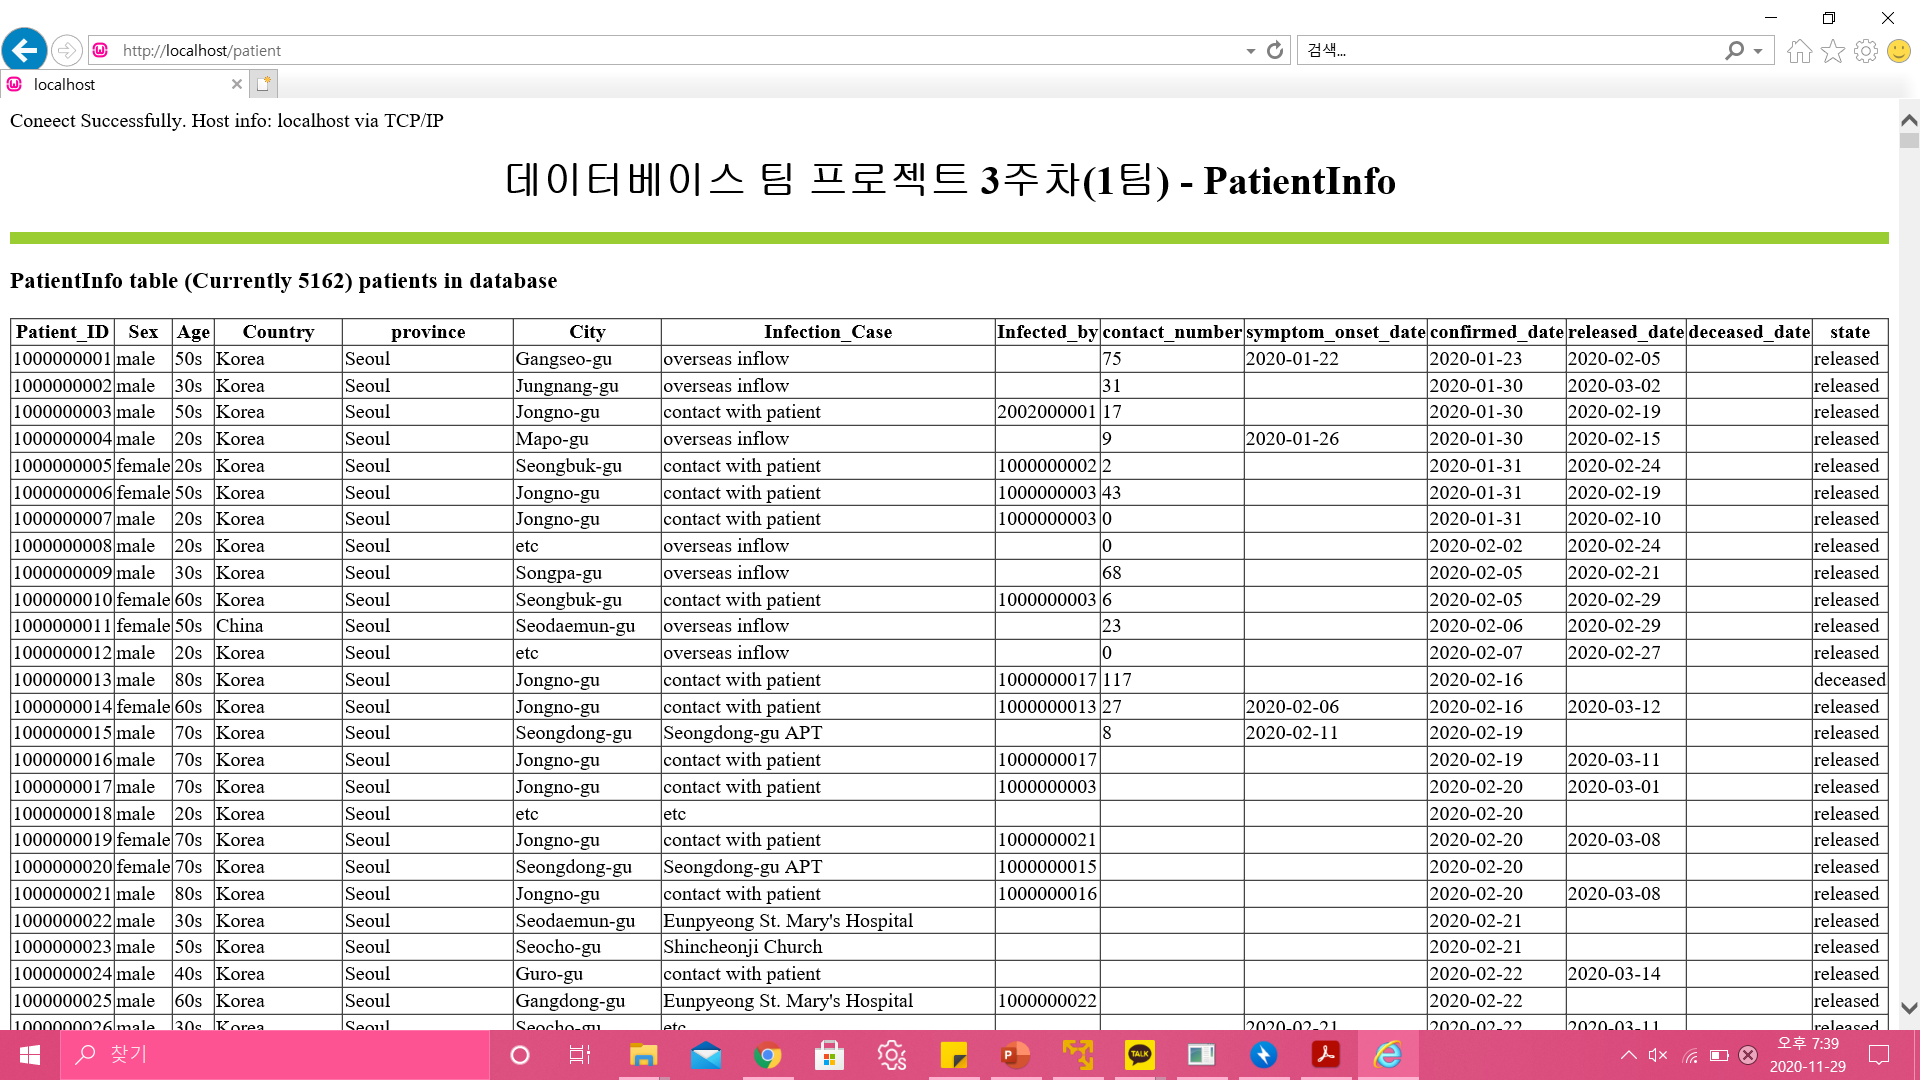 http://localhost/patient
검색...
localhost
Coneect Successfully. Host info: localhost via TCP/IP
데이터베이스 팀 프로젝트 3주차(1팀) - PatientInfo
PatientInfo table (Currently 5162) patients in database
Patient_ID Sex Age Country province City Infection_Case Infected_by contact_number symptom_onset_date confirmed_date released_date deceased_date state
1000000001 male 50s Korea Seoul Gangseo-gu overseas inflow 75 2020-01-22 2020-01-23 2020-02-05 released
1000000002 male 30s Korea Seoul Jungnang-gu overseas inflow 31 2020-01-30 2020-03-02 released
1000000003 male 50s Korea Seoul Jongno-gu contact with patient 2002000001 17 2020-01-30 2020-02-19 released
1000000004 male 20s Korea Seoul Mapo-gu overseas inflow 9 2020-01-26 2020-01-30 2020-02-15 released
1000000005 female 20s Korea Seoul Seongbuk-gu contact with patient 1000000002 2 2020-01-31 2020-02-24 released
1000000006 female 50s Korea Seoul Jongno-gu contact with patient 1000000003 43 2020-01-31 2020-02-19 released
1000000007 male 20s Korea Seoul Jongno-gu contact with patient 1000000003 0 2020-01-31 2020-02-10 released
1000000008 male 20s Korea Seoul etc overseas inflow 0 2020-02-02 2020-02-24 released
1000000009 male 30s Korea Seoul Songpa-gu overseas inflow 68 2020-02-05 2020-02-21 released
1000000010 female 60s Korea Seoul Seongbuk-gu contact with patient 1000000003 6 2020-02-05 2020-02-29 released
1000000011 female 50s China Seoul Seodaemun-gu overseas inflow 23 2020-02-06 2020-02-29 released
1000000012 male 20s Korea Seoul etc overseas inflow 0 2020-02-07 2020-02-27 released
1000000013 male 80s Korea Seoul Jongno-gu contact with patient 1000000017 117 2020-02-16 deceased
1000000014 female 60s Korea Seoul Jongno-gu contact with patient 1000000013 27 2020-02-06 2020-02-16 2020-03-12 released
1000000015 male 70s Korea Seoul Seongdong-gu Seongdong-gu APT 8 2020-02-11 2020-02-19 released
1000000016 male 70s Korea Seoul Jongno-gu contact with patient 1000000017 2020-02-19 2020-03-11 released
1000000017 male 70s Korea Seoul Jongno-gu contact with patient 1000000003 2020-02-20 2020-03-01 released
1000000018 male 20s Korea Seoul etc etc 2020-02-20 released
1000000019 female 70s Korea Seoul Jongno-gu contact with patient 1000000021 2020-02-20 2020-03-08 released
1000000020 female 70s Korea Seoul Seongdong-gu Seongdong-gu APT 1000000015 2020-02-20 released
1000000021 male 80s Korea Seoul Jongno-gu contact with patient 1000000016 2020-02-20 2020-03-08 released
1000000022 male 30s Korea Seoul Seodaemun-gu Eunpyeong St. Mary's Hospital 2020-02-21 released
1000000023 male 50s Korea Seoul Seocho-gu Shincheonji Church 2020-02-21 released
1000000024 male 40s Korea Seoul Guro-gu contact with patient 2020-02-22 2020-03-14 released
1000000025 male 60s Korea Seoul Gangdong-gu Eunpyeong St. Mary's Hospital 1000000022 2020-02-22 released
1000000026 male 30s Korea Seoul Seocho-gu etc 2020-02-21 2020-02-22 2020-03-11 released
찾기
TALK
오후 7:39
2020-11-29